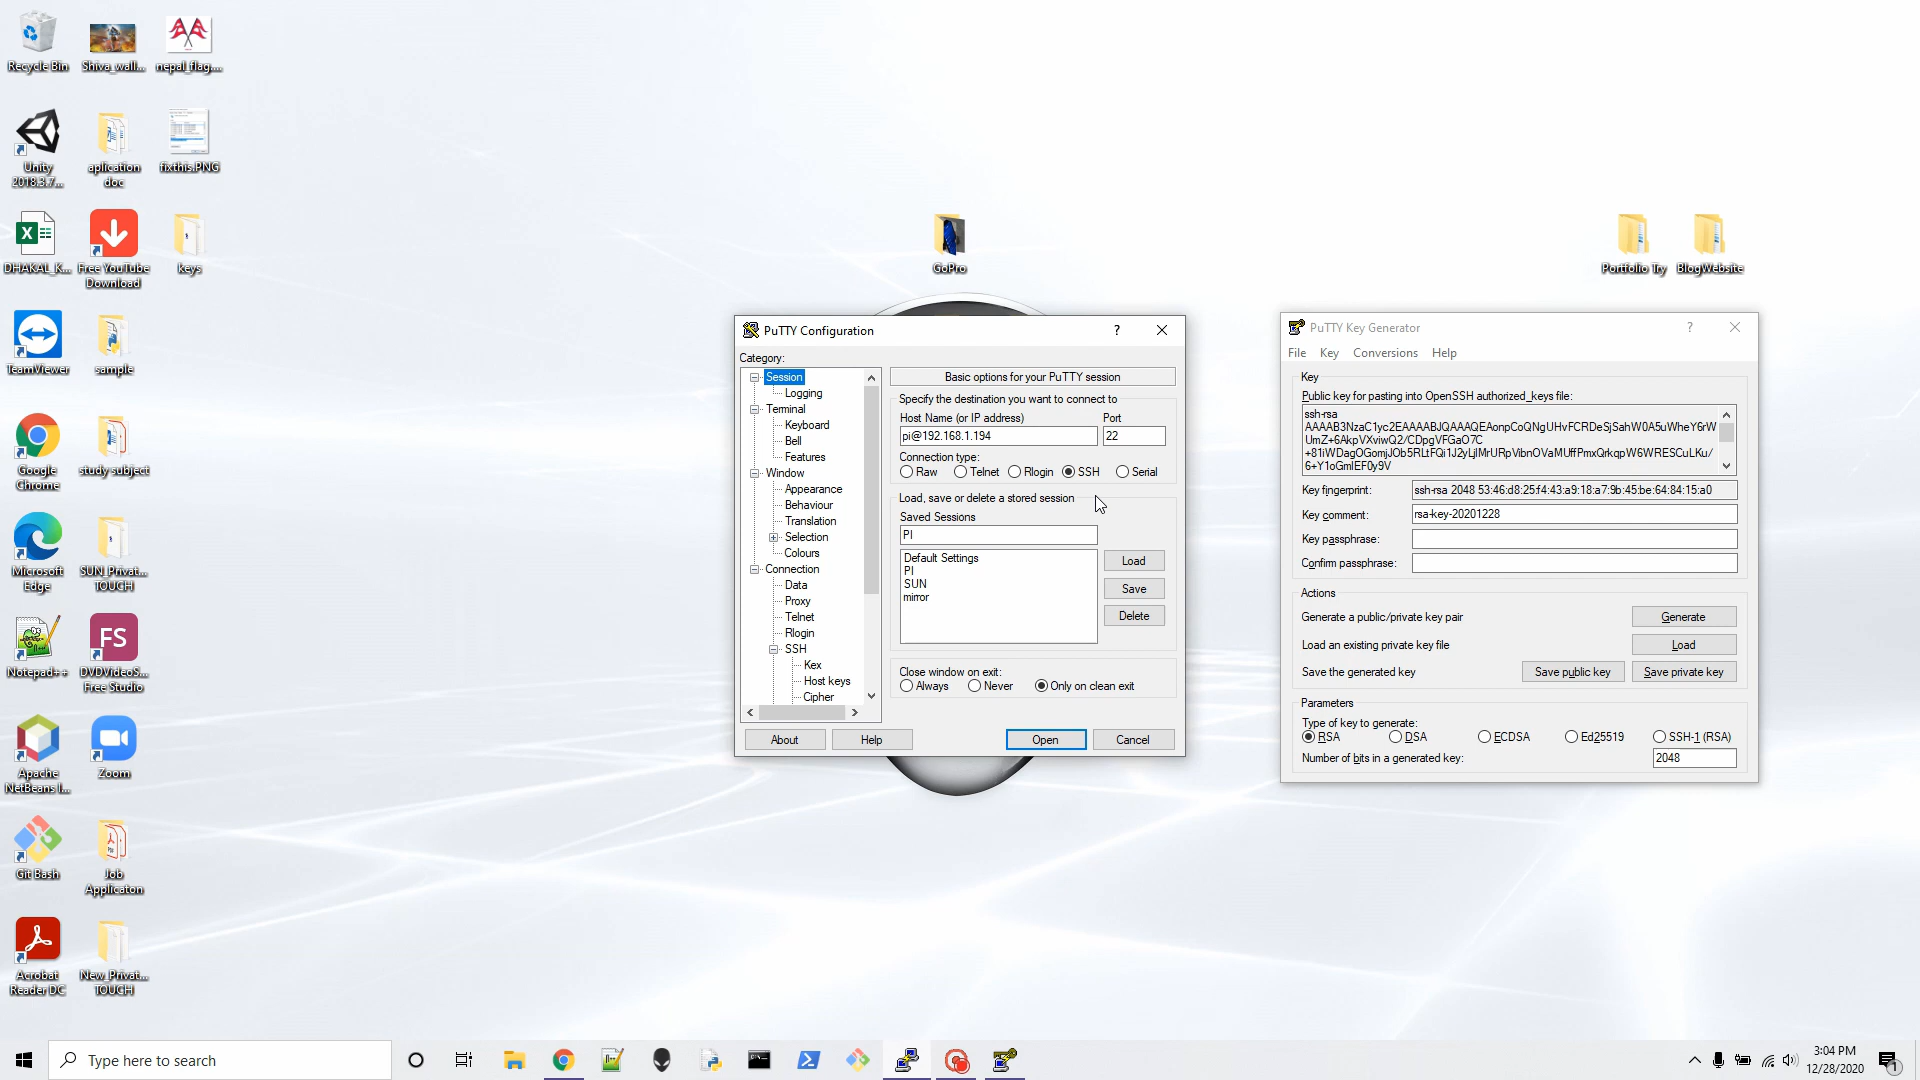 Recycle Bin
Shiva_wall...
nepal_flag....
Unity
2018.3.7...
aplication
doc
fixthis.PNG
DHAKAL_K...
Free YouTube
Download
keys
GoPro
Portfolio Try
BlogWebsite
TeamViewer
sample
Google
Chrome
study subject
Microsoft
Edge
SUN_Privat...
TOUCH
Notepad++
FS
DVDVideoS...
Free Studio
Apache
NetBeans I...
Zoom
Git Bash
Job
Applicaton
Acrobat
Reader DC
New_Privat...
TOUCH
PuTTY Configuration
?
Category:
Session
Logging
Terminal
Keyboard
Bell
Features
Window
Appearance
Behaviour
Translation
Selection
Colours
Connection
Data
Proxy
Telnet
Rlogin
SSH
Kex
Host keys
Cipher
Basic options for your PuTTY session
Specify the destination you want to connect to
Host Name (or IP address) Port
pi@192.168.1.194 22
Connection type:
Raw Telnet Rlogin SSH Serial
Load, save or delete a stored session
Saved Sessions
PI
Default Settings
PI
SUN
mirror
Load
Save
Delete
Close window on exit:
Always Never Only on clean exit
About Help Open Cancel
PuTTY Key Generator
?
File Key Conversions Help
Key
Public key for pasting into OpenSSH authorized_keys file:
ssh-rsa
Key fingerprint: ssh-rsa 2048 53:46:d8:25:f4:43:a9:18:a7:9b:45:be:64:84:15:a0
Key comment: rsa-key-20201228
Key passphrase:
Confirm passphrase:
Actions
Generate a public/private key pair Generate
Load an existing private key file Load
Save the generated key Save public key Save private key
Parameters
Type of key to generate:
RSA DSA ECDSA Ed25519 SSH-1 (RSA)
Number of bits in a generated key: 2048
Type here to search
3:04 PM
12/28/2020
1